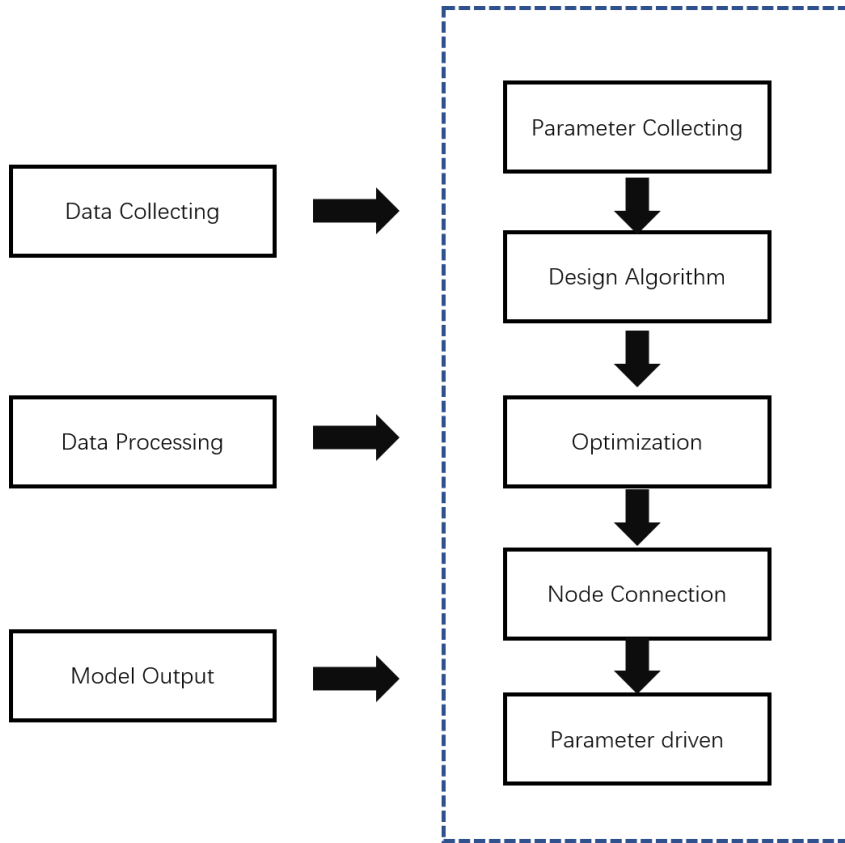 Data Collecting
Data Processing
Model Output
Parameter Collecting
Design Algorithm
Optimization
Node Connection
Parameter driven